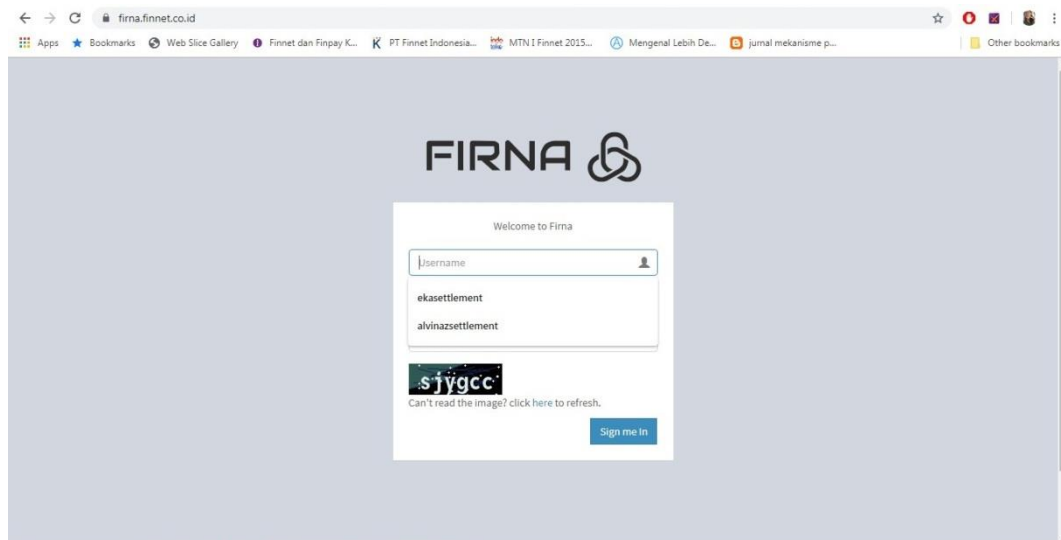 firna.finnet.co.id
Apps Bookmarks Web Slice Gallery Finnet dan Finpay K... PT Finnet Indonesia... MTN I Finnet 2015... Mengenal Lebih De... jurnal mekanisme p... Other bookmarks
FIRNA
Welcome to Firna
Username
ekasettlement
alvinazsettlement
sjygcc
Can't read the image? click here to refresh.
Sign me In